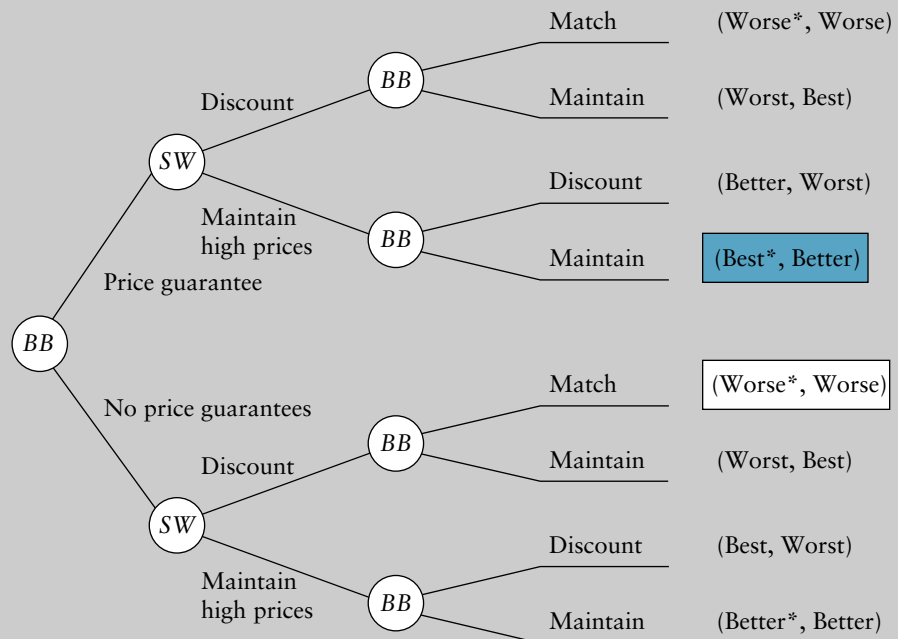 Match (Worse*, Worse)
BB
Discount
Maintain (Worst, Best)
SW
Discount (Better, Worst)
Maintain
high prices
BB
Maintain (Best*, Better)
Price guarantee
BB
Match (Worse*, Worse)
No price guarantees
BB
Discount
Maintain (Worst, Best)
SW
Discount (Best, Worst)
Maintain
high prices
BB
Maintain (Better*, Better)